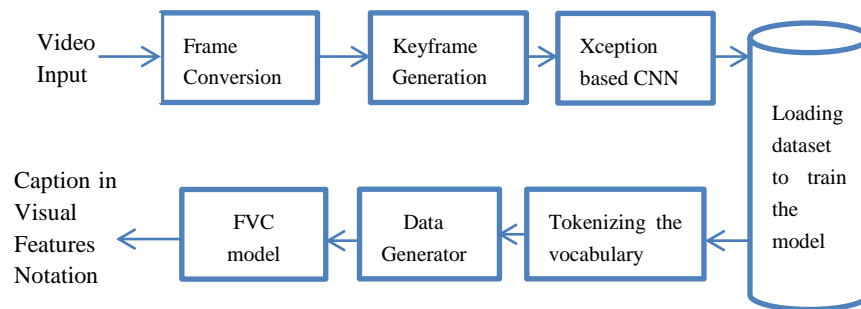 Video
Input
Frame
Conversion
Keyframe
Generation
Xception
based CNN
Loading
dataset
to train
the
model
Tokenizing the
vocabulary
Data
Generator
FVC
model
Caption in
Visual
Features
Notation